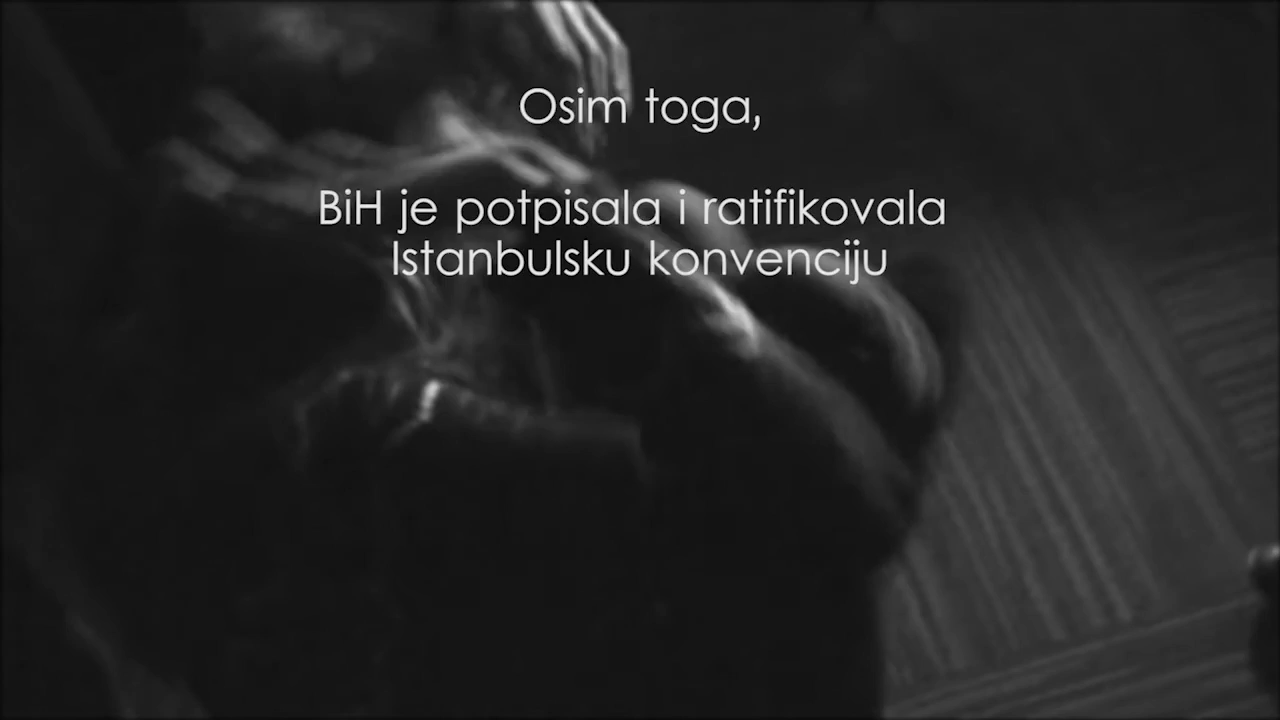 Osim toga,
BiH je potpisala i ratifikovala
Istanbulsku konvenciju